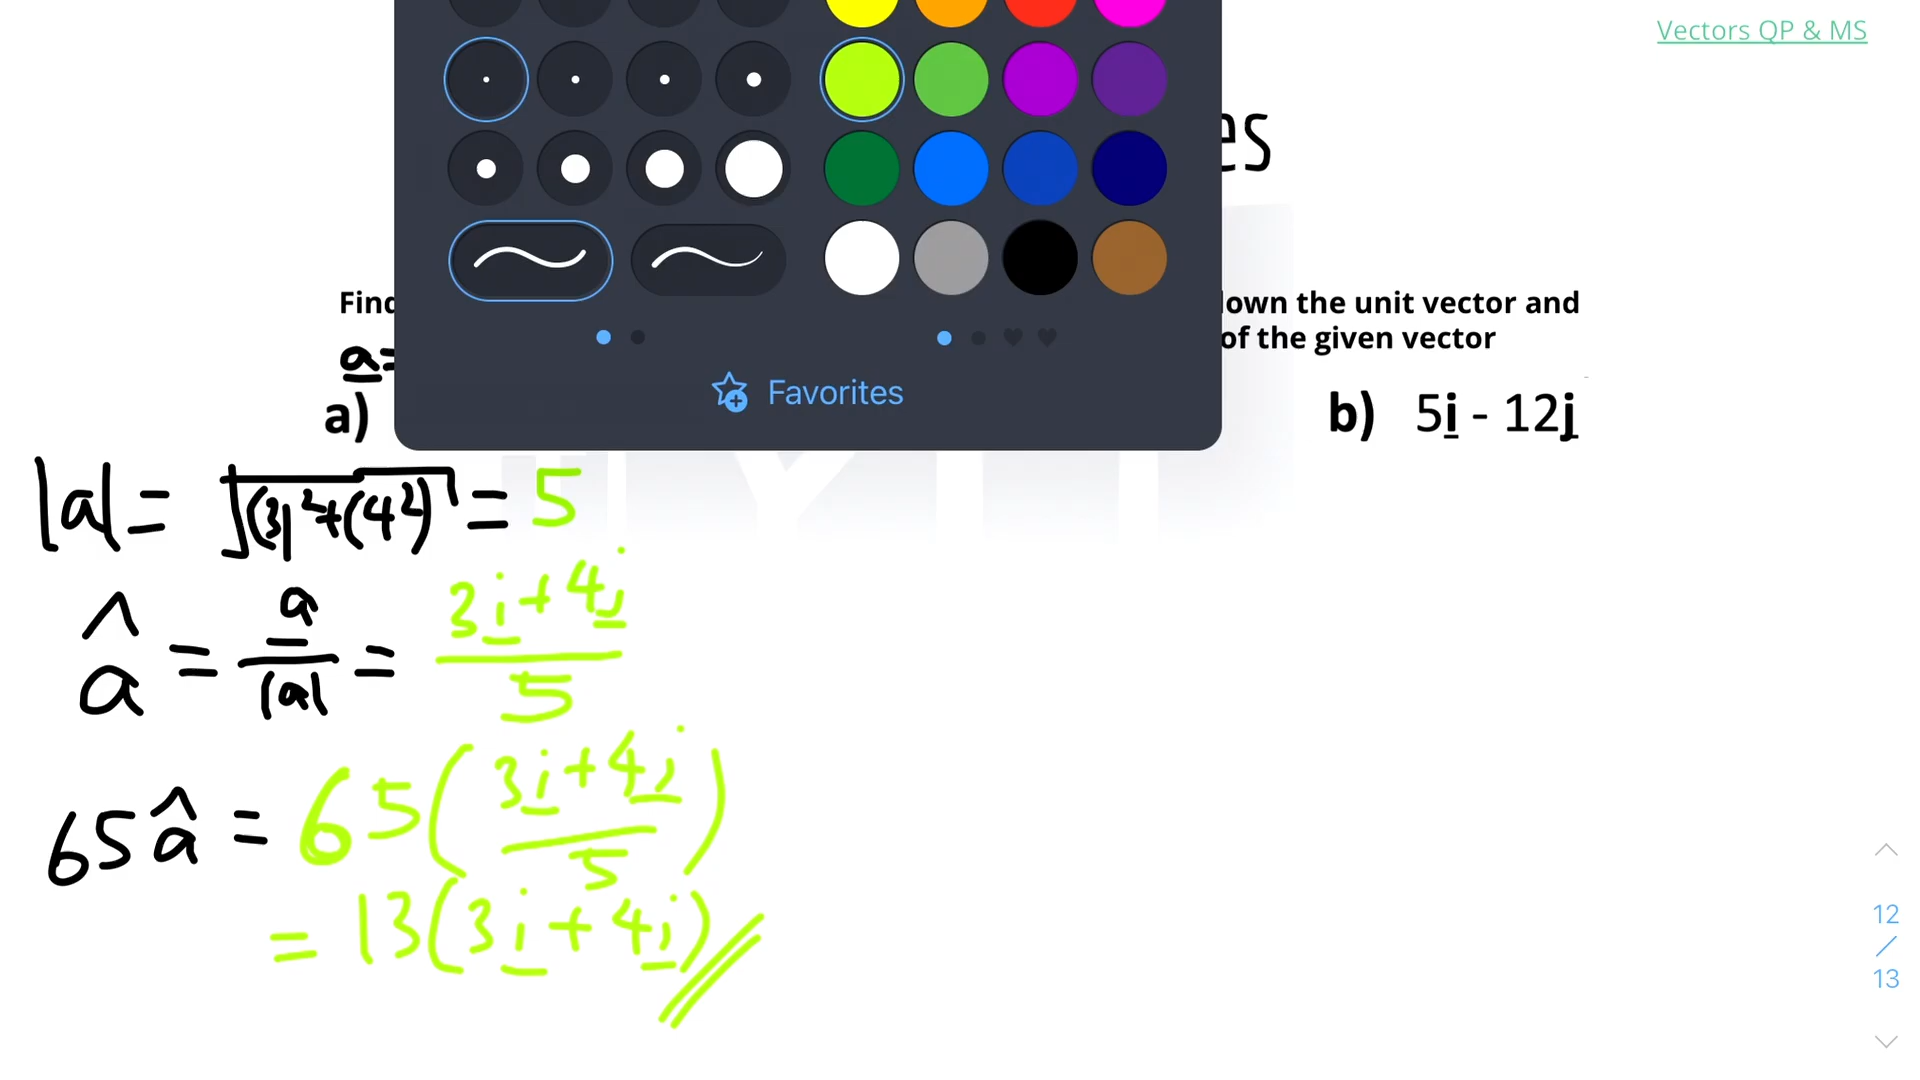 Vectors QP & MS
es
Find
down the unit vector and
of the given vector
a=
a)
b) 5i - 12j
|a| = √(3)²+(4²) = 5
â = a/|a| = 3i+4j/5
65â = 65(3i+4j/5)
= 13(3i+4j)
Favorites
12
/
13